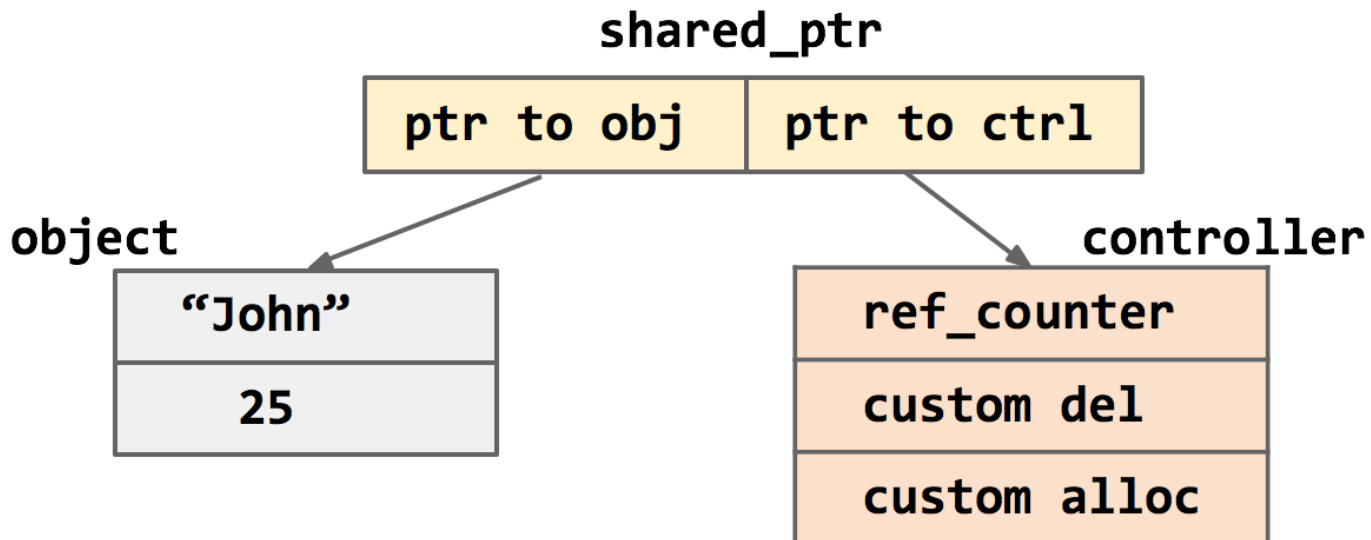 shared_ptr
ptr to obj
ptr to ctrl
object
controller
“John”
25
ref_counter
custom del
custom alloc